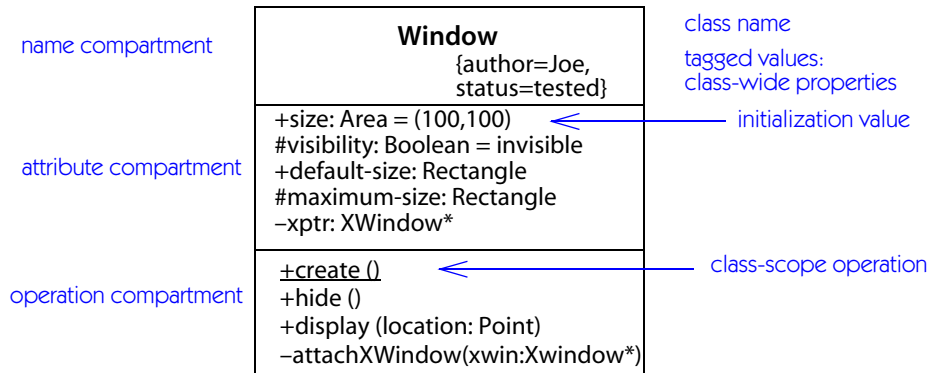 name compartment
Window
{author=Joe,
status=tested}
class name
tagged values:
class-wide properties
attribute compartment
+size: Area = (100,100)
#visibility: Boolean = invisible
+default-size: Rectangle
#maximum-size: Rectangle
–xptr: XWindow*
initialization value
operation compartment
+create ()
+hide ()
+display (location: Point)
–attachXWindow(xwin:Xwindow*)
class-scope operation